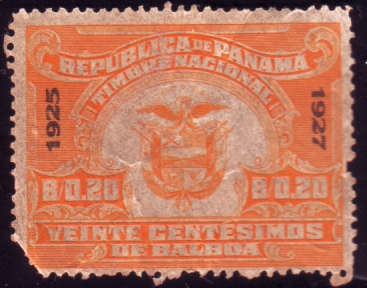 REPUBLICA DE PANAMA
TIMBRE NACIONAL
1925
1927
B/0.20 B/0.20
VEINTE CENTESIMOS
DE BALBOA